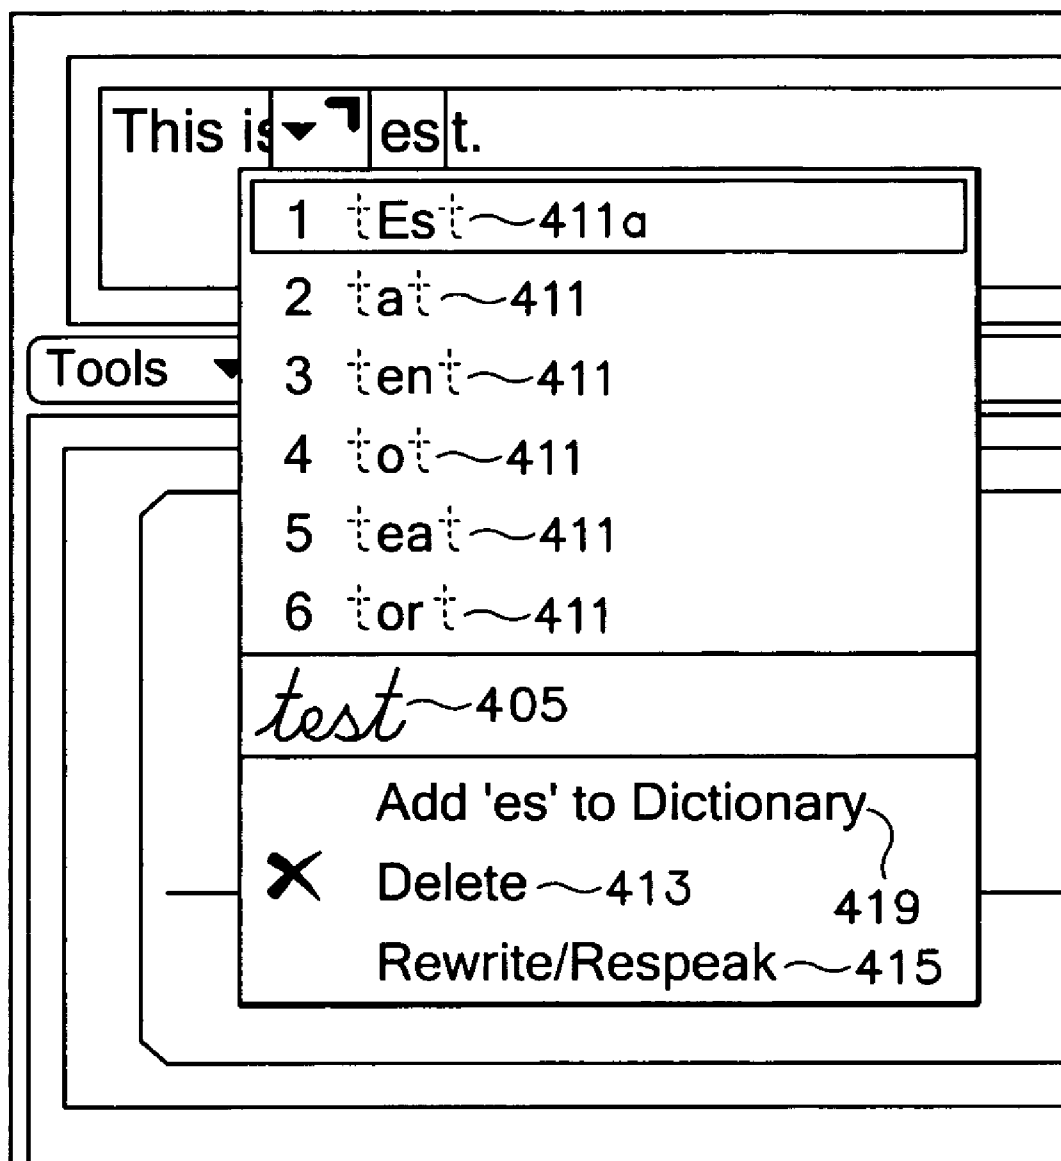 This is est.
1 tEst 411a
2 tat 411
Tools
3 tent 411
4 tot 411
5 teat 411
6 tort 411
test 405
Add 'es' to Dictionary
Delete 413
419
Rewrite/Respeak 415